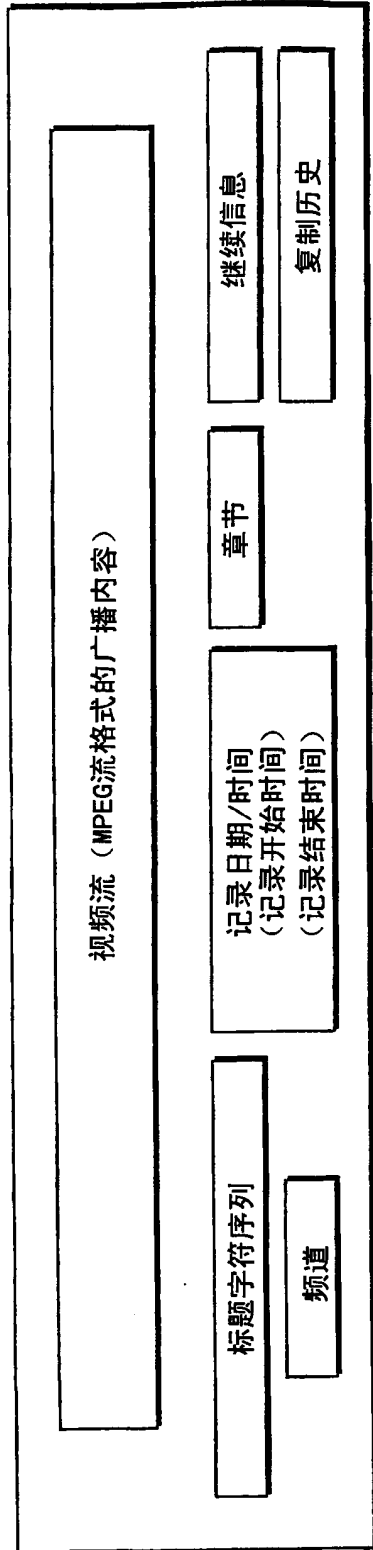 视频流（MPEG流格式的广播内容）
标题字符序列
频道
记录日期/时间
（记录开始时间）
（记录结束时间）
章节
继续信息
复制历史